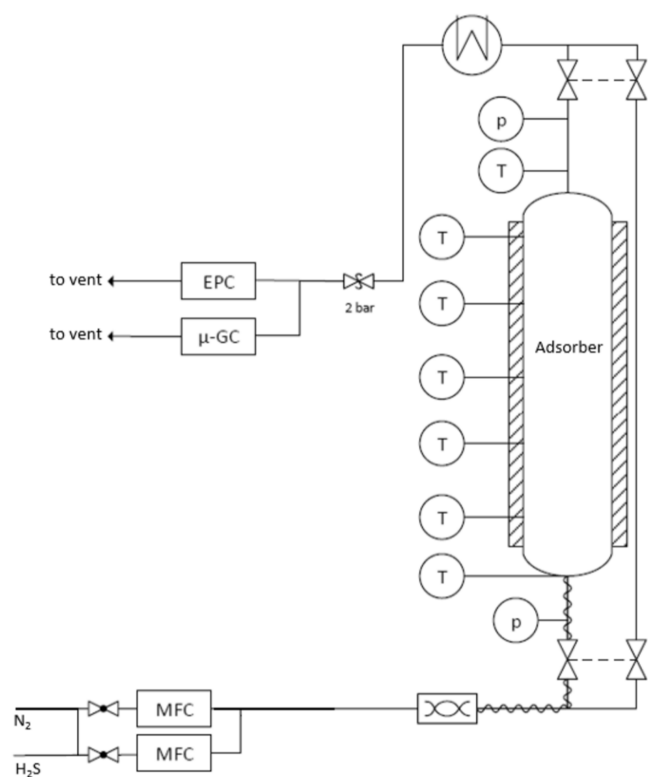 p
T
T
to vent
EPC
T
2 bar
to vent
µ-GC
Adsorber
T
T
T
T
p
N₂
MFC
MFC
H₂S